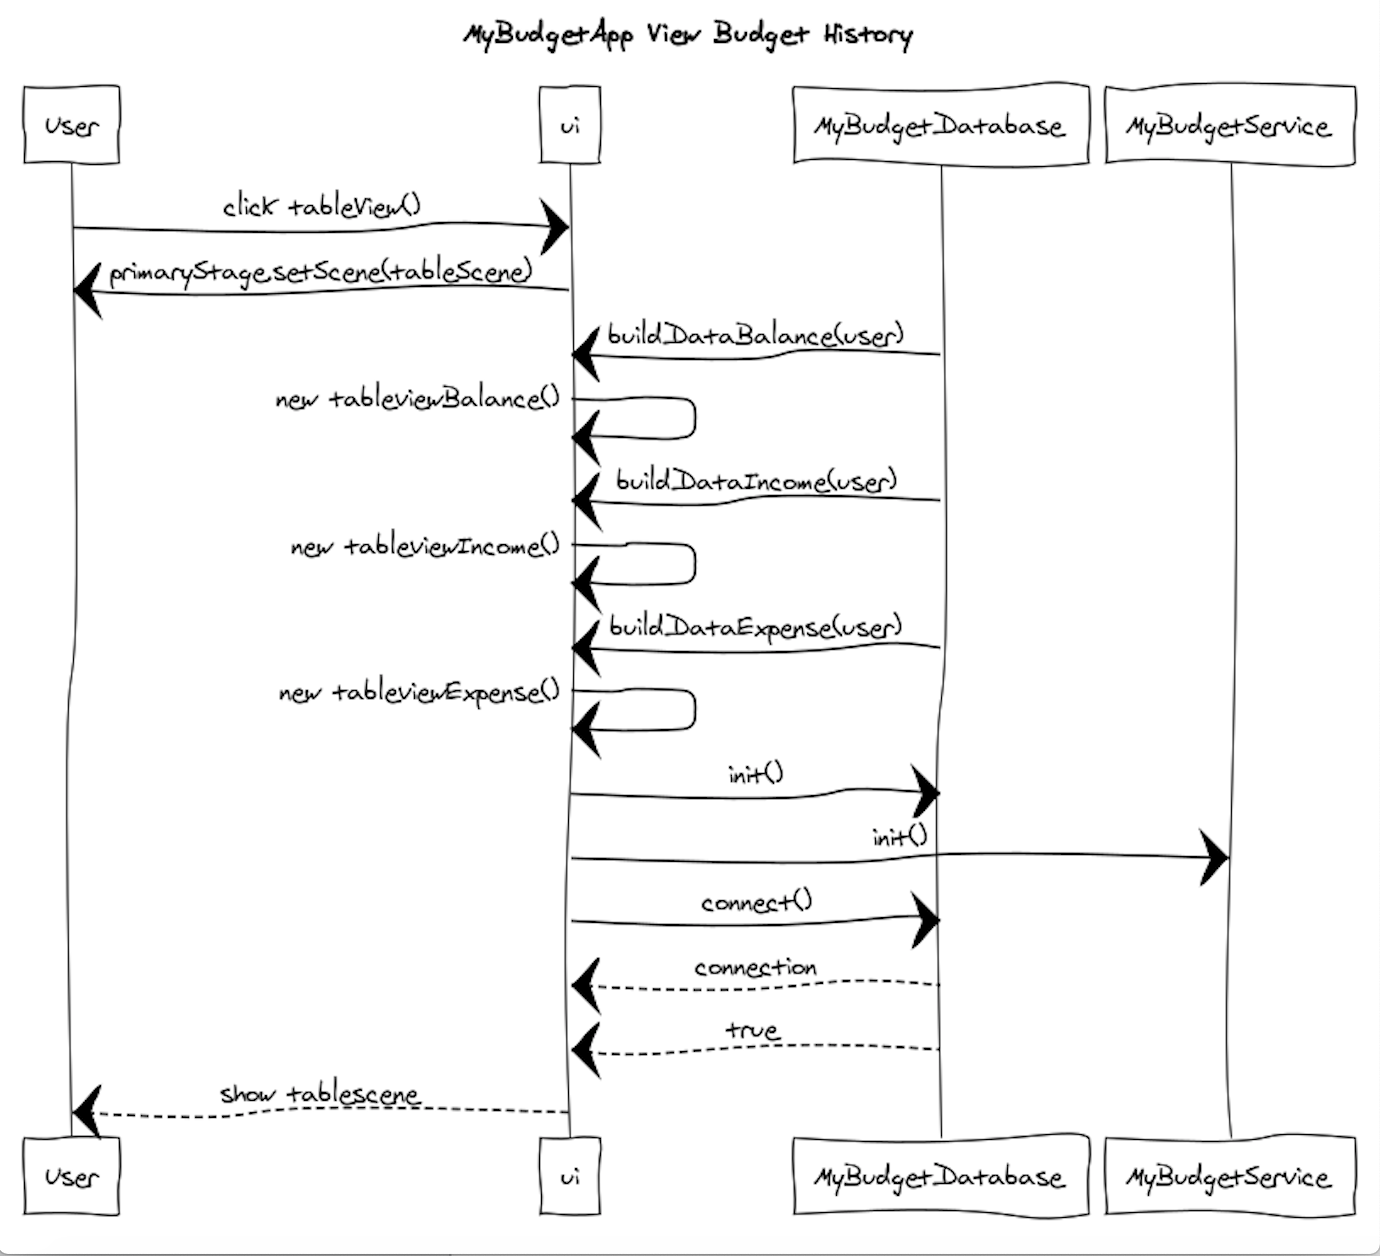 MyBudgetApp View Budget History
User
ui
MyBudgetDatabase
MyBudgetService
click tableView()
primaryStage.setScene(tableScene)
buildDataBalance(user)
new tableviewBalance()
buildDataIncome(user)
new tableviewIncome()
buildDataExpense(user)
new tableviewExpense()
init()
init()
connect()
connection
true
show tablescene
User
ui
MyBudgetDatabase
MyBudgetService